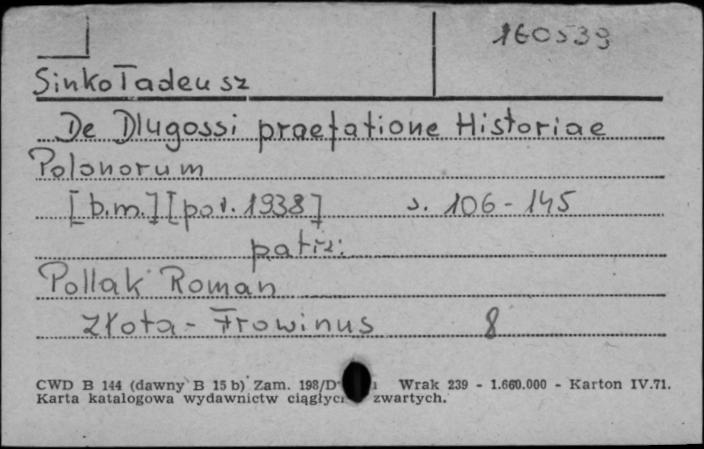 160539
Sinko Tadeusz
De Dlugossi praefatione Historiae
Polonorum
[b.m.] [po r. 1938] s. 106-145
patrz:
Pollak Roman
Złota-Frowinus 8
CWD B 144 (dawny B 15 b) Zam. 198/D Wrak 239 - 1.660.000 - Karton IV.71.
Karta katalogowa wydawnictw zwartych.